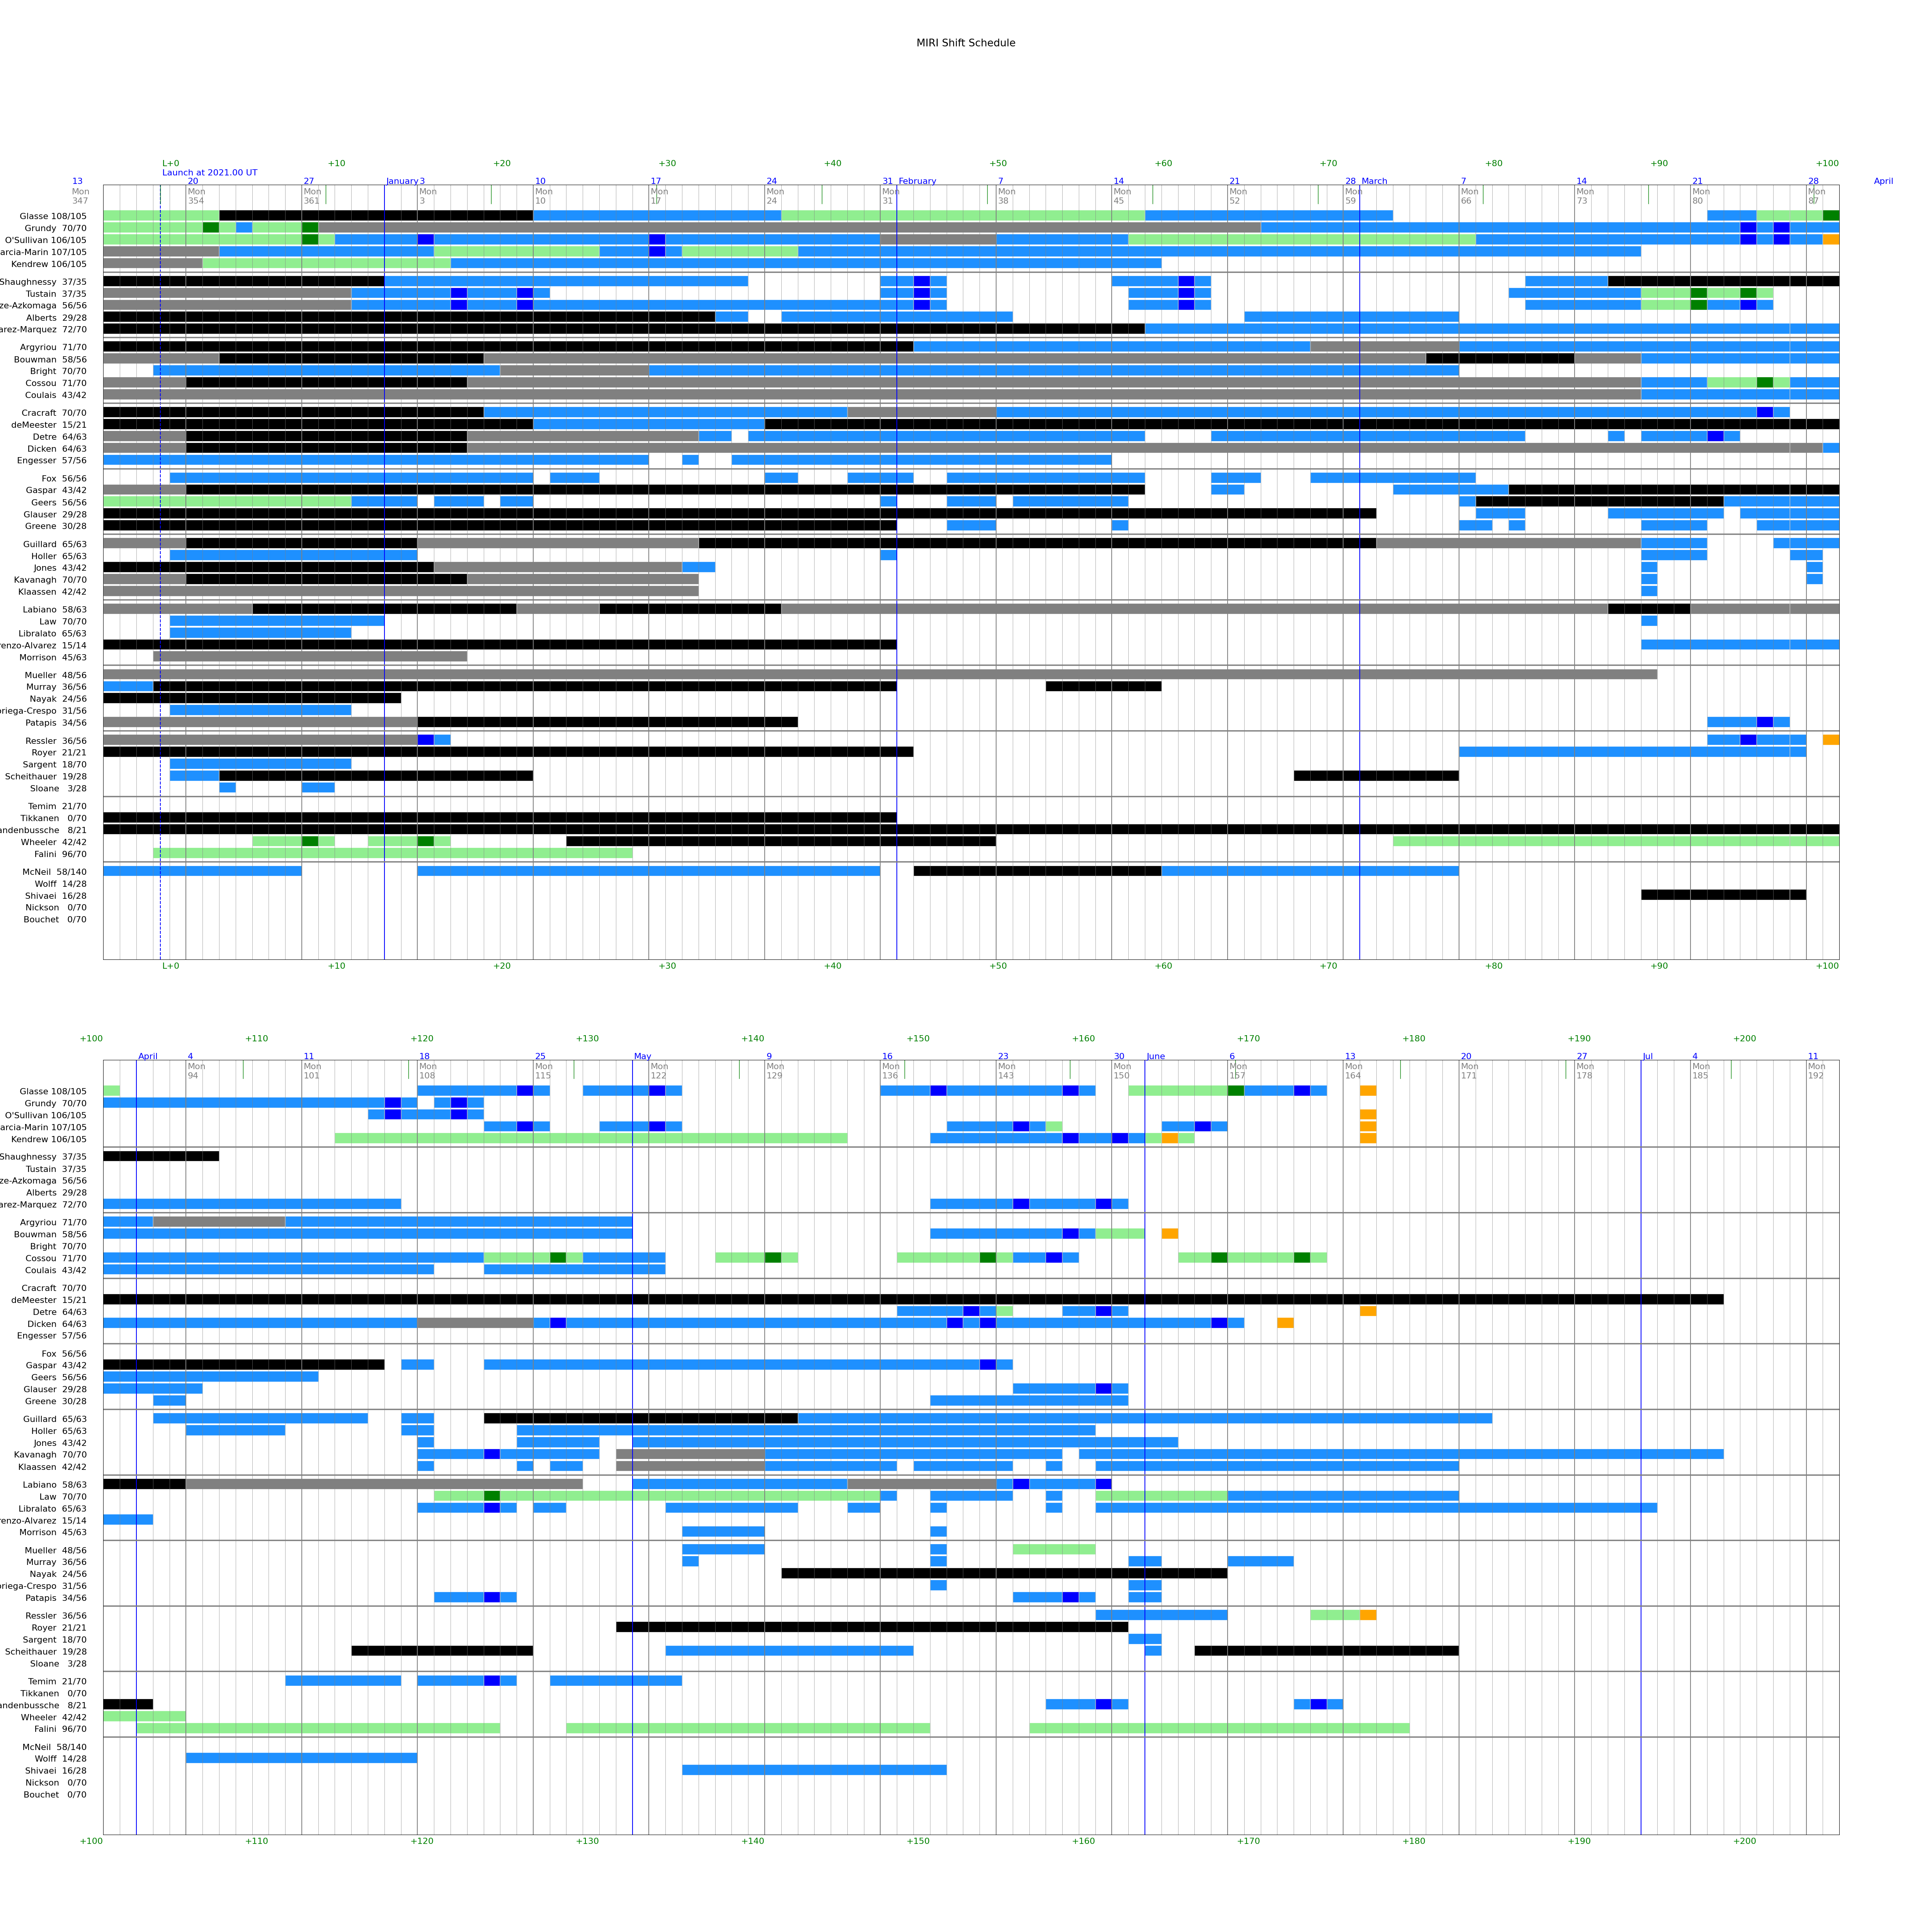 MIRI Shift Schedule
L+0 +10 +20 +30 +40 +50 +60 +70 +80 +90 +100
Launch at 2021.00 UT
13 20 27 January 3 10 17 24 31 February 7 14 21 28 March 7 14 21 28 April
Mon Mon Mon Mon Mon Mon Mon Mon Mon Mon Mon Mon Mon Mon Mon Mon
347 354 361 3 10 17 24 31 38 45 52 59 66 73 80 87
Glasse 108/105
Grundy 70/70
O'Sullivan 106/105
arcia-Marin 107/105
Kendrew 106/105
Shaughnessy 37/35
Tustain 37/35
ze-Azkomaga 56/56
Alberts 29/28
arez-Marquez 72/70
Argyriou 71/70
Bouwman 58/56
Bright 70/70
Cossou 71/70
Coulais 43/42
Cracraft 70/70
deMeester 15/21
Detre 64/63
Dicken 64/63
Engesser 57/56
Fox 56/56
Gaspar 43/42
Geers 56/56
Glauser 29/28
Greene 30/28
Guillard 65/63
Holler 65/63
Jones 43/42
Kavanagh 70/70
Klaassen 42/42
Labiano 58/63
Law 70/70
Libralato 65/63
renzo-Alvarez 15/14
Morrison 45/63
Mueller 48/56
Murray 36/56
Nayak 24/56
oriega-Crespo 31/56
Patapis 34/56
Ressler 36/56
Royer 21/21
Sargent 18/70
Scheithauer 19/28
Sloane 3/28
Temim 21/70
Tikkanen 0/70
andenbussche 8/21
Wheeler 42/42
Falini 96/70
McNeil 58/140
Wolff 14/28
Shivaei 16/28
Nickson 0/70
Bouchet 0/70
L+0 +10 +20 +30 +40 +50 +60 +70 +80 +90 +100
+100 +110 +120 +130 +140 +150 +160 +170 +180 +190 +200
April 4 11 18 25 May 9 16 23 30 June 6 13 20 27 Jul 4 11
Mon Mon Mon Mon Mon Mon Mon Mon Mon Mon Mon Mon Mon Mon Mon
94 101 108 115 122 129 136 143 150 157 164 171 178 185 192
Glasse 108/105
Grundy 70/70
O'Sullivan 106/105
arcia-Marin 107/105
Kendrew 106/105
Shaughnessy 37/35
Tustain 37/35
ze-Azkomaga 56/56
Alberts 29/28
arez-Marquez 72/70
Argyriou 71/70
Bouwman 58/56
Bright 70/70
Cossou 71/70
Coulais 43/42
Cracraft 70/70
deMeester 15/21
Detre 64/63
Dicken 64/63
Engesser 57/56
Fox 56/56
Gaspar 43/42
Geers 56/56
Glauser 29/28
Greene 30/28
Guillard 65/63
Holler 65/63
Jones 43/42
Kavanagh 70/70
Klaassen 42/42
Labiano 58/63
Law 70/70
Libralato 65/63
renzo-Alvarez 15/14
Morrison 45/63
Mueller 48/56
Murray 36/56
Nayak 24/56
oriega-Crespo 31/56
Patapis 34/56
Ressler 36/56
Royer 21/21
Sargent 18/70
Scheithauer 19/28
Sloane 3/28
Temim 21/70
Tikkanen 0/70
andenbussche 8/21
Wheeler 42/42
Falini 96/70
McNeil 58/140
Wolff 14/28
Shivaei 16/28
Nickson 0/70
Bouchet 0/70
+100 +110 +120 +130 +140 +150 +160 +170 +180 +190 +200